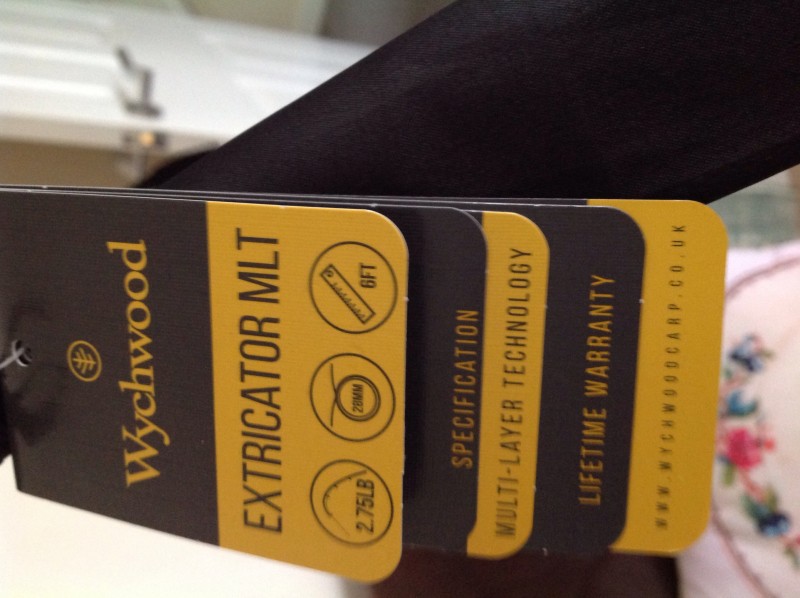 Wychwood
EXTRICATOR MLT
2.75LB
28MM
6FT
SPECIFICATION
MULTI-LAYER TECHNOLOGY
LIFETIME WARRANTY
WWW.WYCHWOODCARP.CO.UK